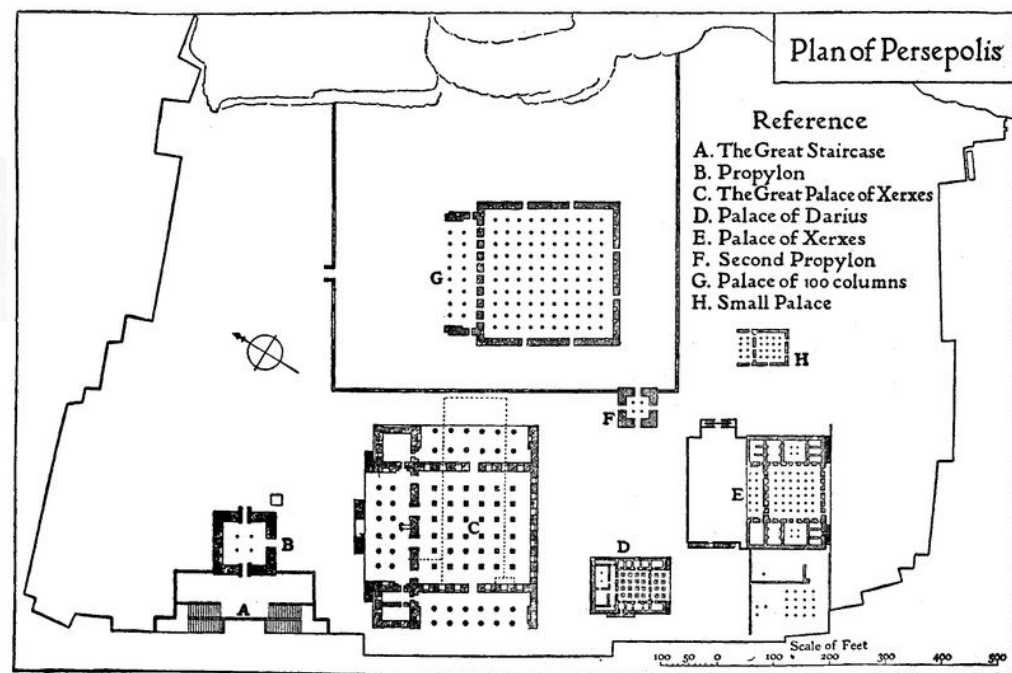 Plan of Persepolis
Reference
A. The Great Staircase
B. Propylon
C. The Great Palace of Xerxes
D. Palace of Darius
E. Palace of Xerxes
F. Second Propylon
G. Palace of 100 columns
H. Small Palace
G
H
F
E
C
B
D
A
Scale of Feet
100 50 0 100 200 300 400 500